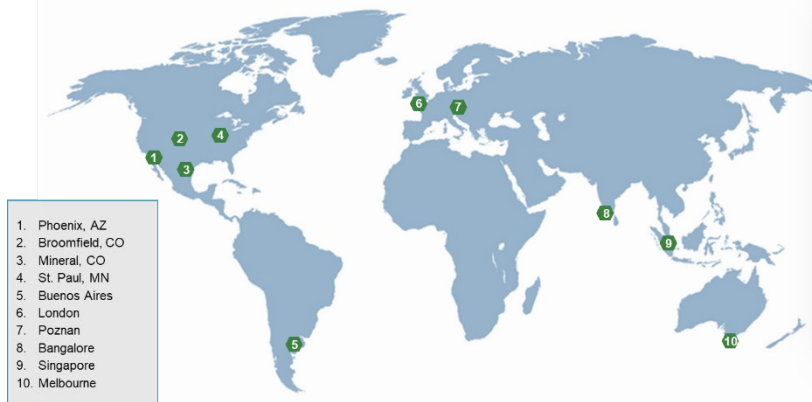 1
2
3
4
5
6
7
8
9
10
1. Phoenix, AZ
2. Broomfield, CO
3. Mineral, CO
4. St. Paul, MN
5. Buenos Aires
6. London
7. Poznan
8. Bangalore
9. Singapore
10. Melbourne